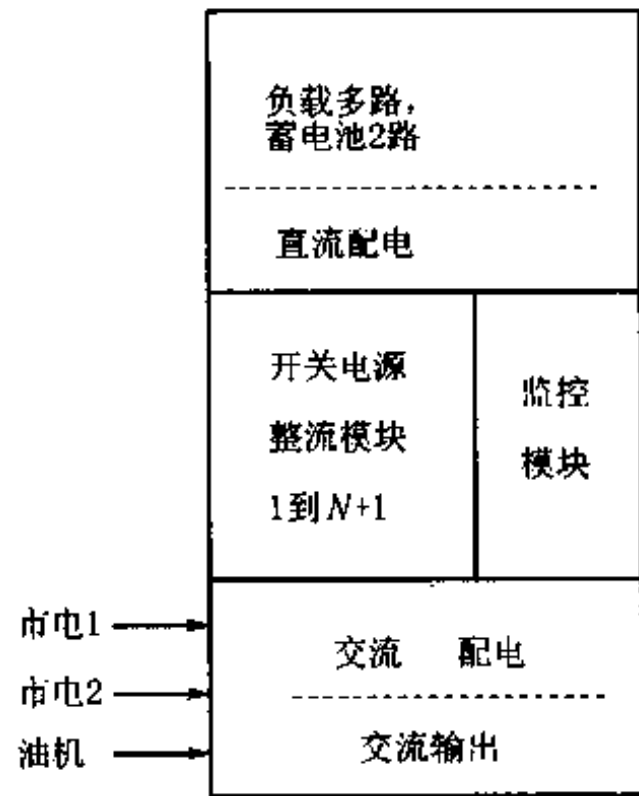 负载多路，
蓄电池2路
直流配电
开关电源
整流模块
1到N+1
监控
模块
市电1
市电2
油机
交流 配电
交流输出